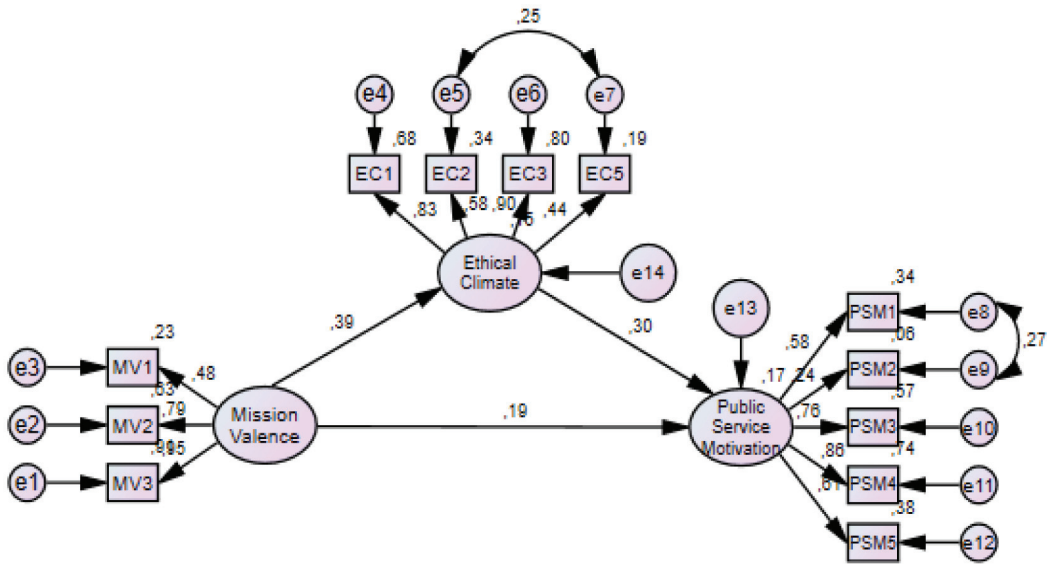 ,25
e4
e5
e6
e7
,68
,34
,80
,19
EC1
EC2
EC3
EC5
,83
,58
,90
,44
Ethical
Climate
e14
e13
,39
,30
,34
PSM1
e8
,58
,06
,27
,23
e3
MV1
,48
,63
PSM2
e9
,17
,24
,57
e2
MV2
,79
Mission
Valence
,19
Public
Service
Motivation
,76
PSM3
e10
,74
e1
MV3
,86
PSM4
e11
,61
,38
PSM5
e12